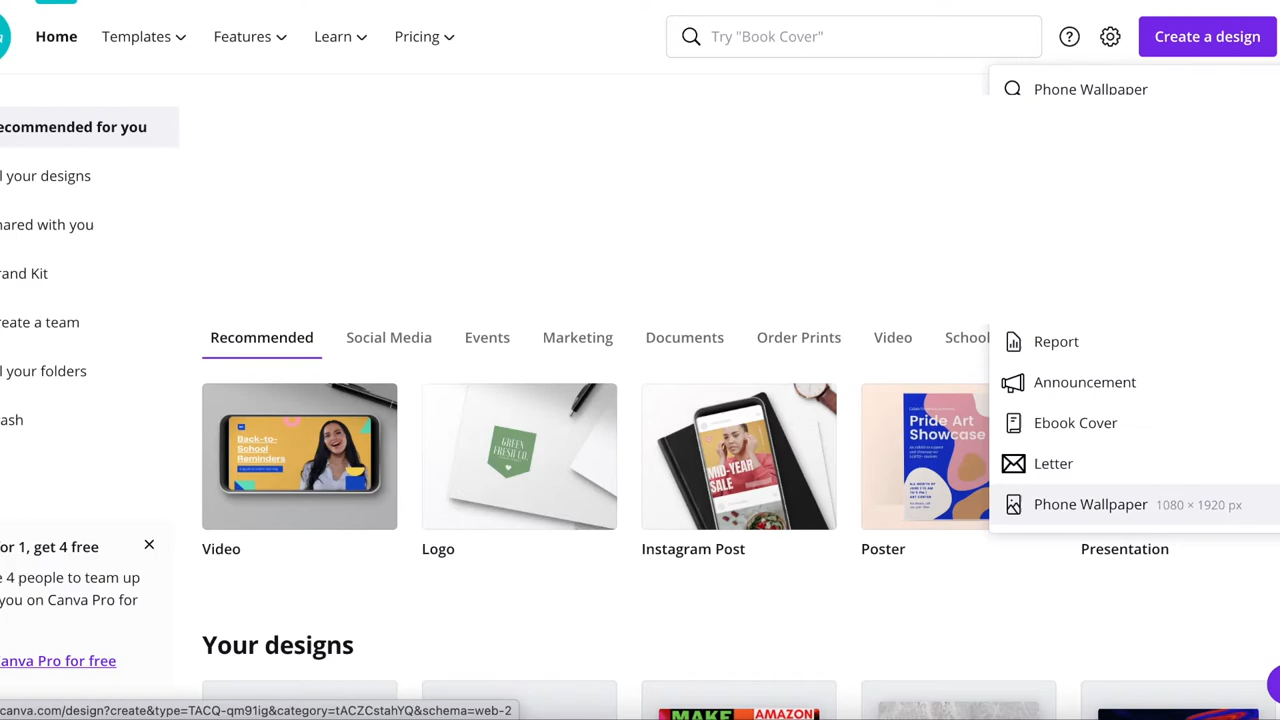 Home
Templates
Features
Learn
Pricing
Try "Book Cover"
Create a design
Phone Wallpaper
ecommended for you
l your designs
hared with you
rand Kit
reate a team
l your folders
ash
or 1, get 4 free
e 4 people to team up
you on Canva Pro for
anva Pro for free
Recommended
Social Media
Events
Marketing
Documents
Order Prints
Video
School
Report
Announcement
Ebook Cover
Letter
Phone Wallpaper 1080 × 1920 px
Back-to-
School
Reminders
GREEN
FRESH CO.
MID-YEAR
SALE
Pride Art
Showcase
Video
Logo
Instagram Post
Poster
Presentation
Your designs
MAKE
AMAZON
canva.com/design?create&type=TACQ-qm91ig&category=tACZCstahYQ&schema=web-2